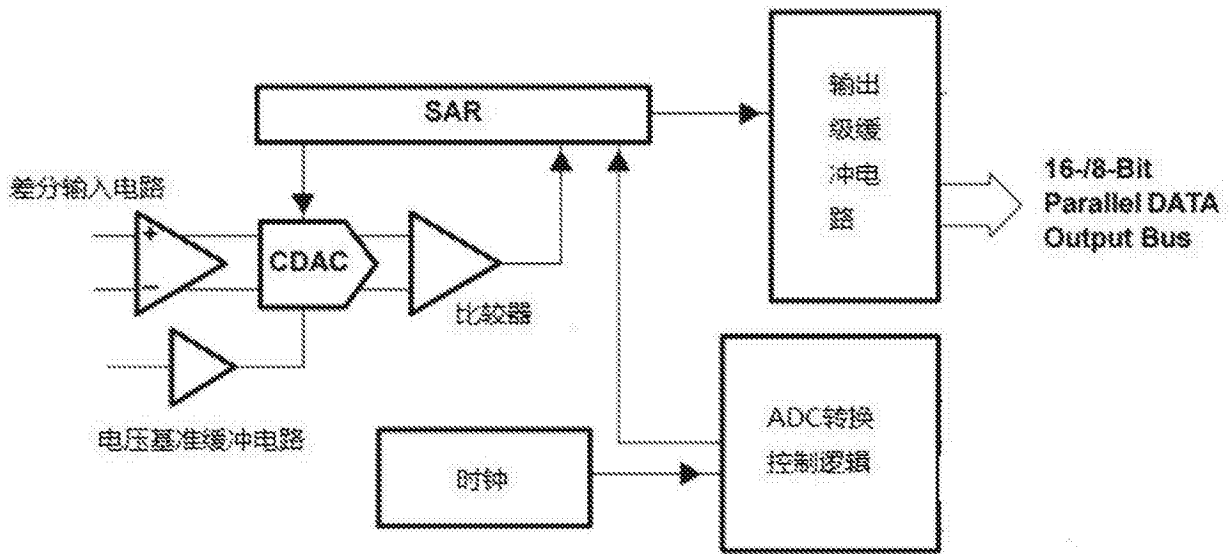 SAR
输出
级缓
冲电
路
16-/8-Bit
Parallel DATA
Output Bus
差分输入电路
+
CDAC
−
比较器
电压基准缓冲电路
时钟
ADC转换
控制逻辑